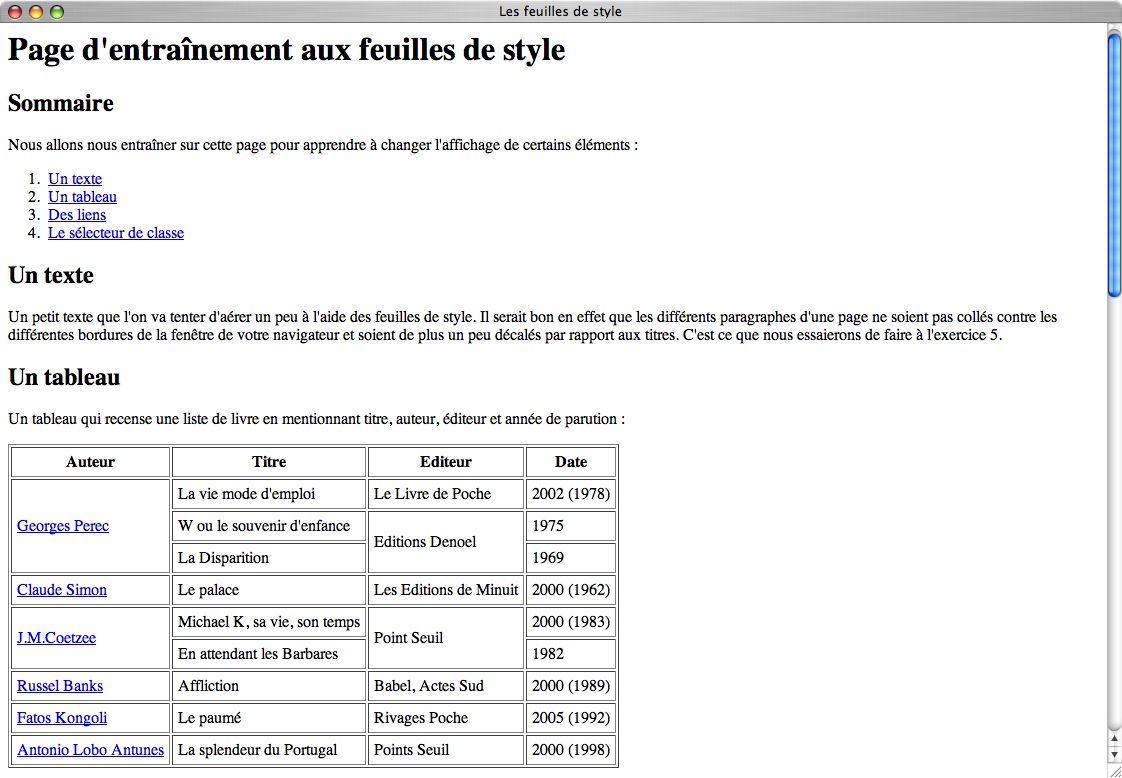 Les feuilles de style
Page d'entraînement aux feuilles de style
Sommaire
Nous allons nous entraîner sur cette page pour apprendre à changer l'affichage de certains éléments :
1. Un texte
2. Un tableau
3. Des liens
4. Le sélecteur de classe
Un texte
Un petit texte que l'on va tenter d'aérer un peu à l'aide des feuilles de style. Il serait bon en effet que les différents paragraphes d'une page ne soient pas collés contre les
différentes bordures de la fenêtre de votre navigateur et soient de plus un peu décalés par rapport aux titres. C'est ce que nous essaierons de faire à l'exercice 5.
Un tableau
Un tableau qui recense une liste de livre en mentionnant titre, auteur, éditeur et année de parution :
Auteur Titre Editeur Date
Georges Perec La vie mode d'emploi Le Livre de Poche 2002 (1978)
W ou le souvenir d'enfance Editions Denoel 1975
La Disparition 1969
Claude Simon Le palace Les Editions de Minuit 2000 (1962)
J.M.Coetzee Michael K, sa vie, son temps Point Seuil 2000 (1983)
En attendant les Barbares 1982
Russel Banks Affliction Babel, Actes Sud 2000 (1989)
Fatos Kongoli Le paumé Rivages Poche 2005 (1992)
Antonio Lobo Antunes La splendeur du Portugal Points Seuil 2000 (1998)